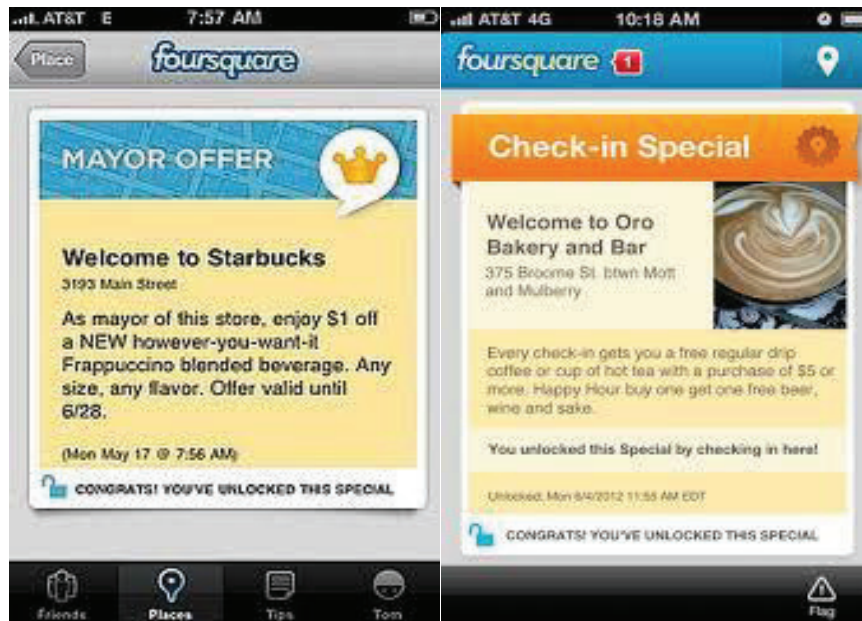 AT&T E 7:57 AM
Place foursquare
MAYOR OFFER
Welcome to Starbucks
3193 Main Street
As mayor of this store, enjoy $1 off
a NEW however-you-want-it
Frappuccino blended beverage. Any
size, any flavor. Offer valid until
6/28.
(Mon May 17 @ 7:56 AM)
CONGRATS! YOU'VE UNLOCKED THIS SPECIAL
Friends Places Tips Tom
AT&T 4G 10:18 AM
foursquare 1
Check-in Special
Welcome to Oro
Bakery and Bar
375 Broome St. btwn Mott
and Mulberry
Every check-in gets you a free regular drip
coffee or cup of hot tea with a purchase of $5 or
more. Happy Hour buy one get one free beer,
wine and sake.
You unlocked this Special by checking in here!
Unlocked: Mon 6/4/2012 11:55 AM EDT
CONGRATS! YOU'VE UNLOCKED THIS SPECIAL
Flag